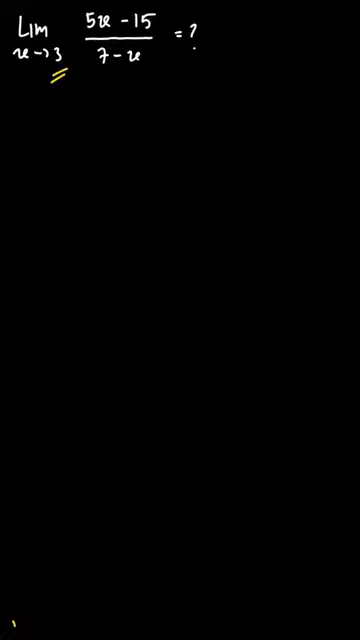 Lim 5x - 15 = ?
x→3 7 - x